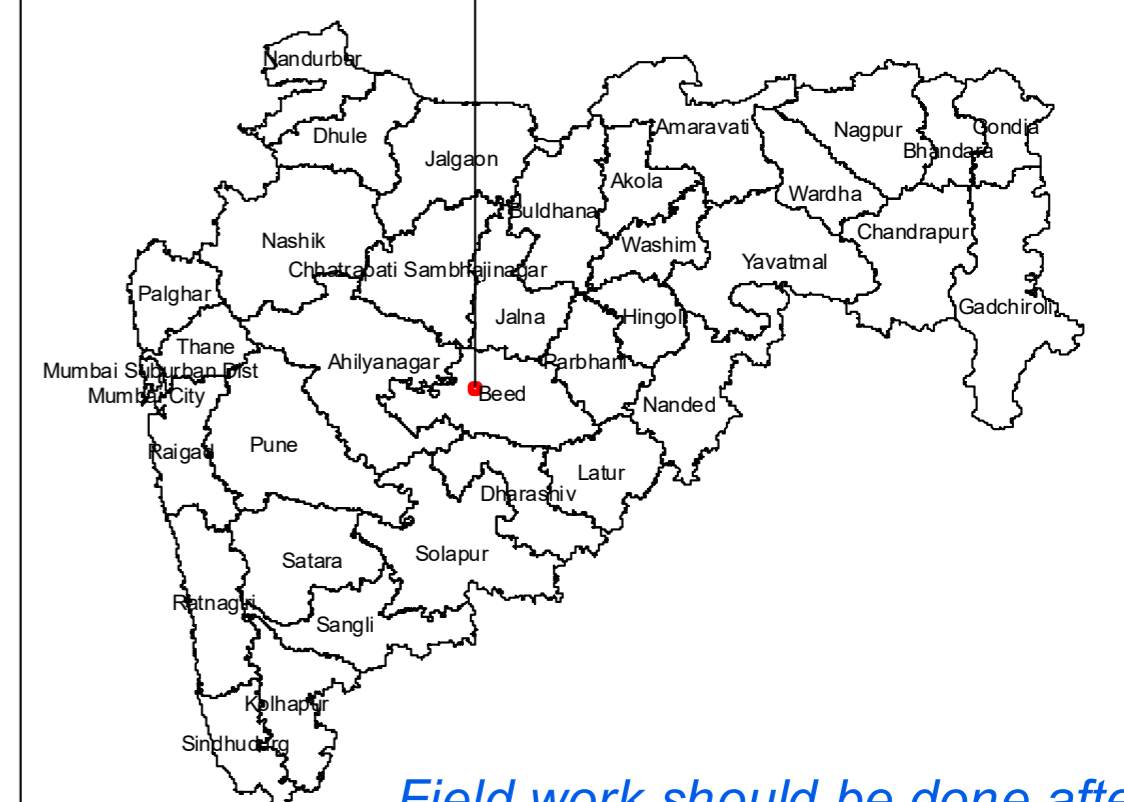 Nandurbar
Dhule
Jalgaon
Amaravati
Nagpur
Gondia
Bhandara
Akola
Wardha
Buldhana
Nashik
Washim
Chandrapur
Chhatrapati Sambhajinagar
Yavatmal
Palghar
Jalna
Hingoli
Gadchiroli
Thane
Ahilyanagar
Parbhani
Mumbai Suburban Dist
Mumbai City
Beed
Nanded
Raigad
Pune
Latur
Dharashiv
Satara
Solapur
Ratnagiri
Sangli
Kolhapur
Sindhudurg
Field work should be done afte